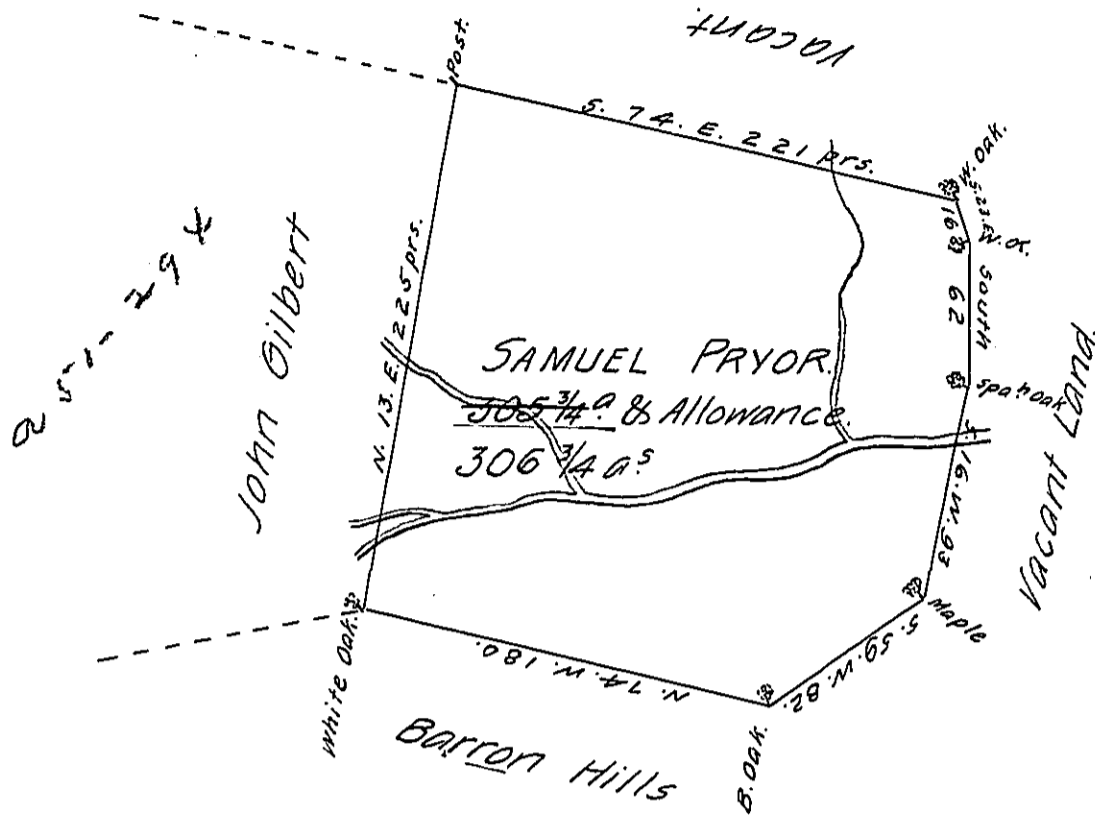 vacant
Post.
S. 74. E. 221 prs.
W. Oak.
S. 23. E.
16
W. O.
South
62
Spaⁿ oak
S. 16. W. 93
Maple
S. 59. W. 82.
B. Oak.
N. 74. W. 180.
White Oak.
N. 13. E. 225 prs.
John Gilbert
SAMUEL PRYOR.
305 ¾ a. & Allowance.
306 ¾ aˢ
Vacant Land.
Barron Hills